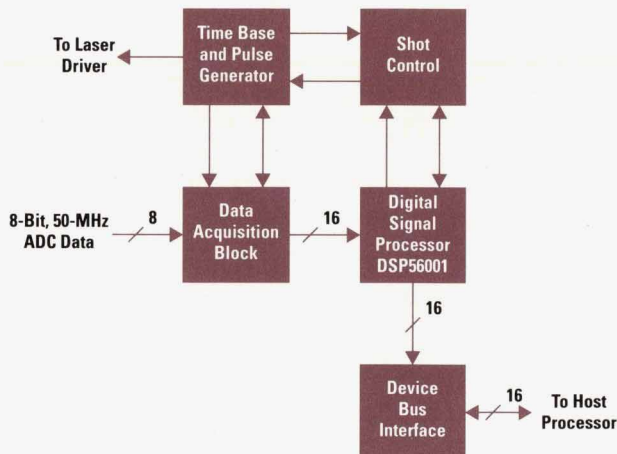 To Laser
Driver
Time Base
and Pulse
Generator
Shot
Control
8-Bit, 50-MHz
ADC Data
8
Data
Acquisition
Block
16
Digital
Signal
Processor
DSP56001
16
Device
Bus
Interface
16
To Host
Processor